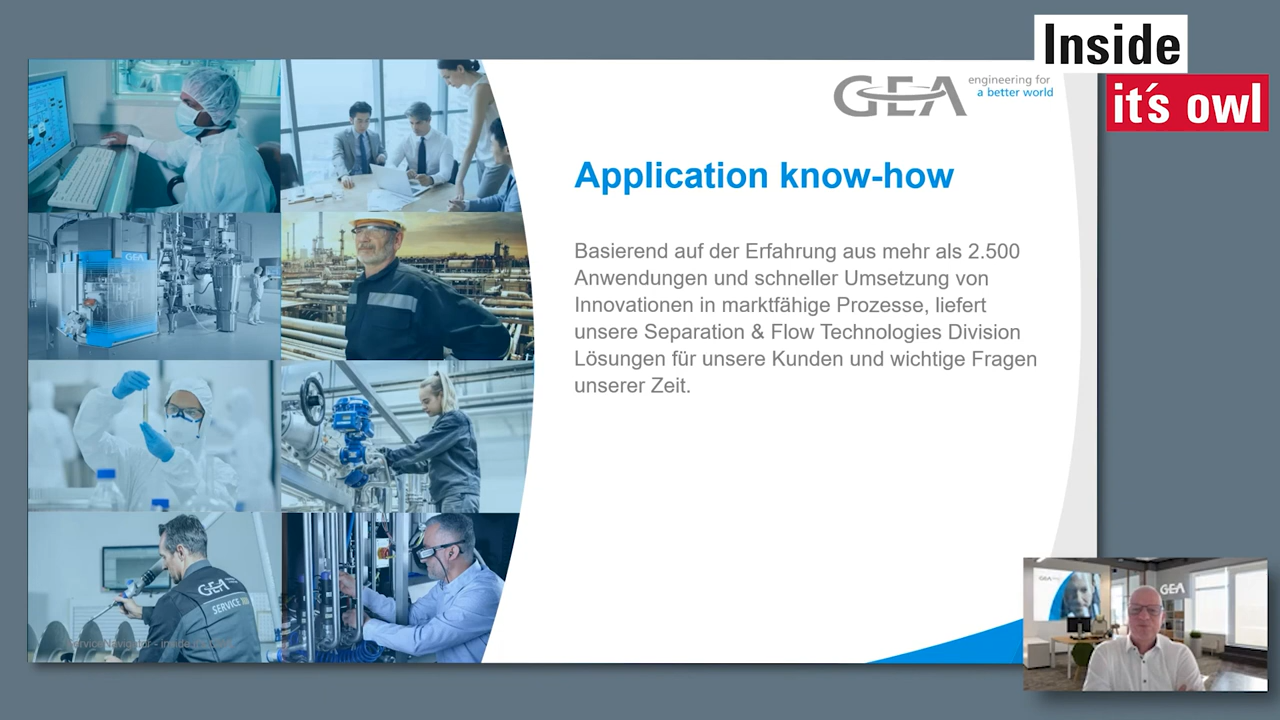 Inside
it's owl
GEA
engineering for
a better world
Application know-how
Basierend auf der Erfahrung aus mehr als 2.500
Anwendungen und schneller Umsetzung von
Innovationen in marktfähige Prozesse, liefert
unsere Separation & Flow Technologies Division
Lösungen für unsere Kunden und wichtige Fragen
unserer Zeit.
GEA
GEA
SERVICE
GEA
GEA